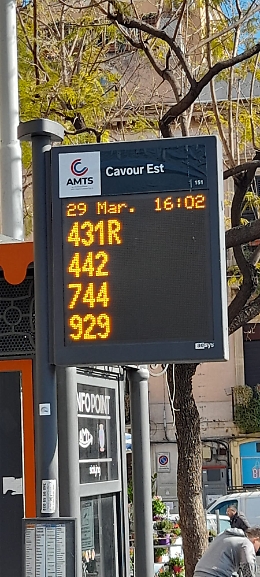 AMTS
Cavour Est
151
29 Mar. 16:02
431R
442
744
929
INFOPOINT